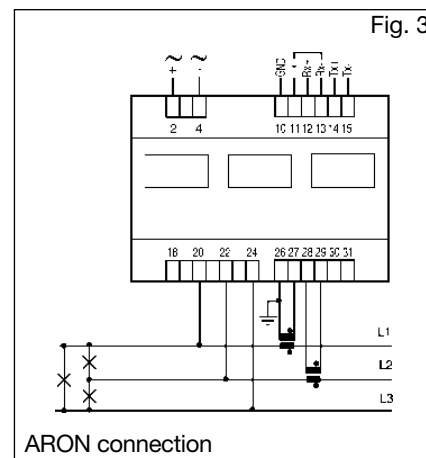 Fig. 3
+ -
GND * Rx+ Rx- Tx+ Tx-
2 4 10 11 12 13 14 15
18 20 22 24 26 27 28 29 30 31
L1
L2
L3
ARON connection